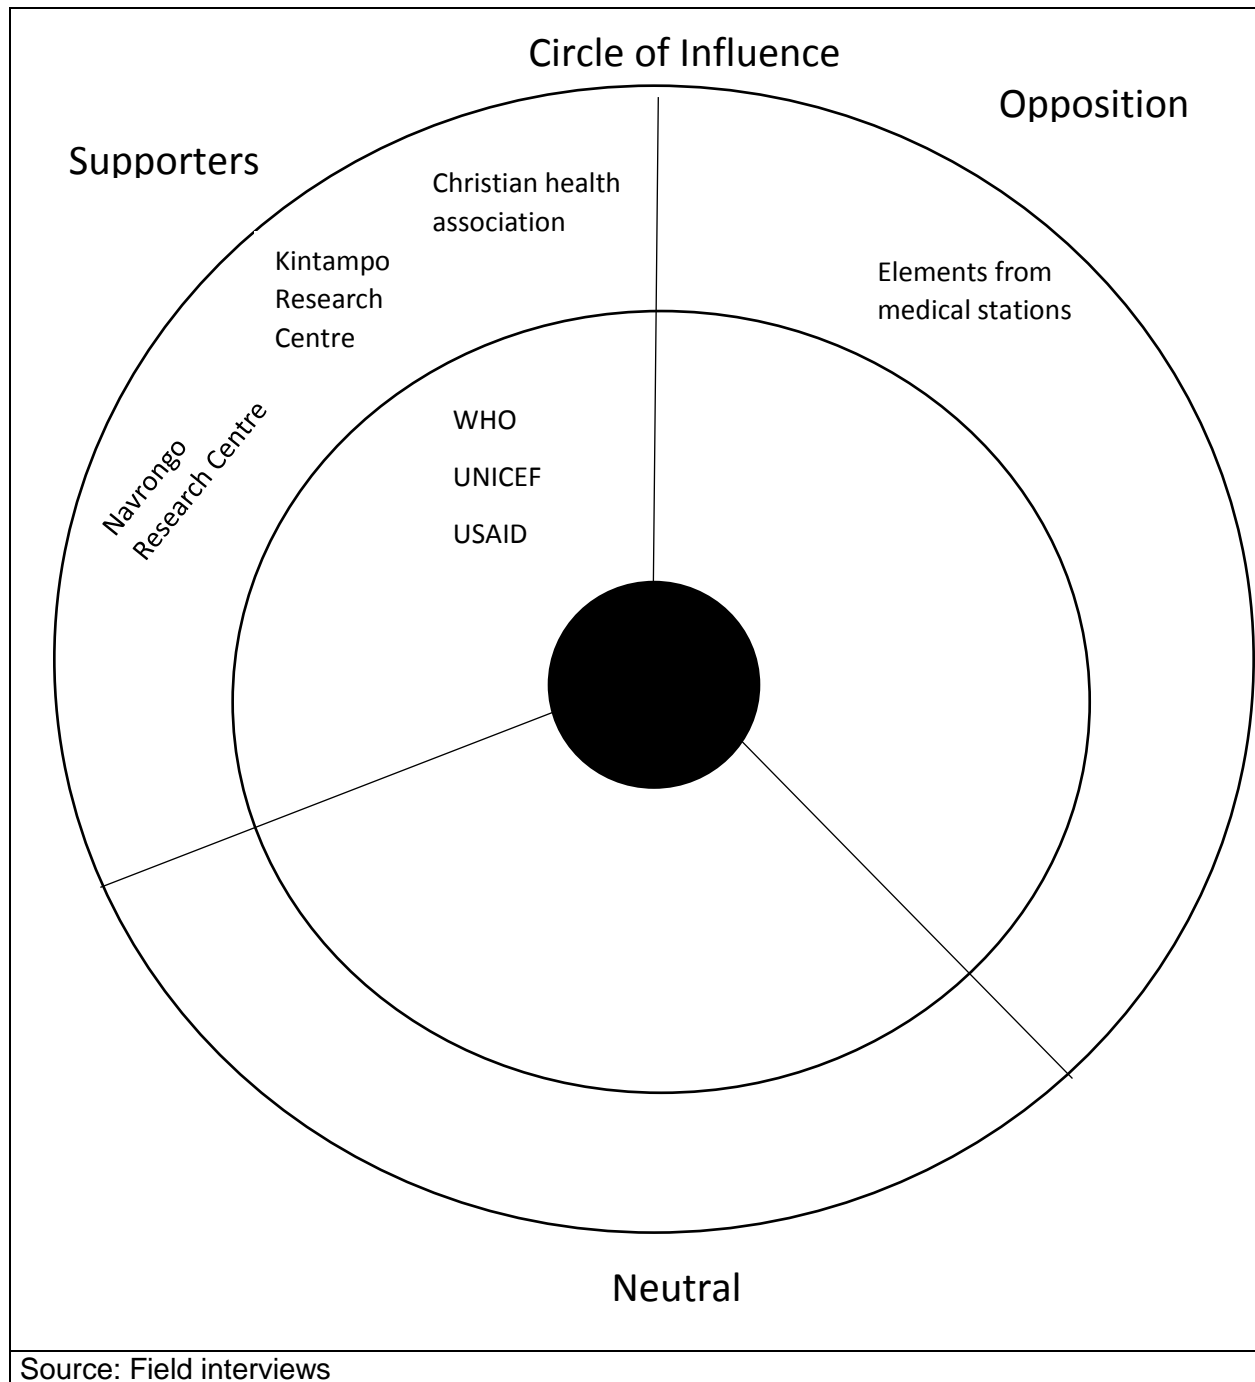 Circle of Influence
Opposition
Supporters
Christian health
association
Kintampo
Research
Centre
Elements from
medical stations
Navrongo
Research Centre
WHO
UNICEF
USAID
Neutral
Source: Field interviews